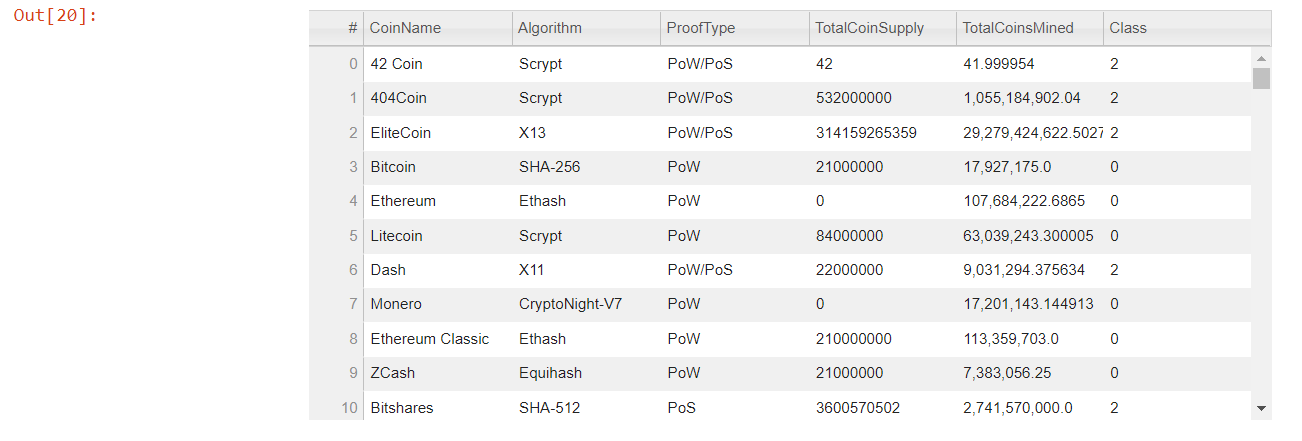 Out[20]:
# CoinName Algorithm ProofType TotalCoinSupply TotalCoinsMined Class
0 42 Coin Scrypt PoW/PoS 42 41.999954 2
1 404Coin Scrypt PoW/PoS 532000000 1,055,184,902.04 2
2 EliteCoin X13 PoW/PoS 314159265359 29,279,424,622.5027 2
3 Bitcoin SHA-256 PoW 21000000 17,927,175.0 0
4 Ethereum Ethash PoW 0 107,684,222.6865 0
5 Litecoin Scrypt PoW 84000000 63,039,243.300005 0
6 Dash X11 PoW/PoS 22000000 9,031,294.375634 2
7 Monero CryptoNight-V7 PoW 0 17,201,143.144913 0
8 Ethereum Classic Ethash PoW 210000000 113,359,703.0 0
9 ZCash Equihash PoW 21000000 7,383,056.25 0
10 Bitshares SHA-512 PoS 3600570502 2,741,570,000.0 2